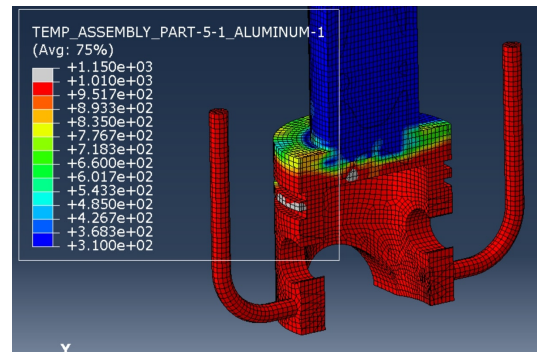 TEMP_ASSEMBLY_PART-5-1_ALUMINUM-1
(Avg: 75%)
+1.150e+03
+1.010e+03
+9.517e+02
+8.933e+02
+8.350e+02
+7.767e+02
+7.183e+02
+6.600e+02
+6.017e+02
+5.433e+02
+4.850e+02
+4.267e+02
+3.683e+02
+3.100e+02
Y